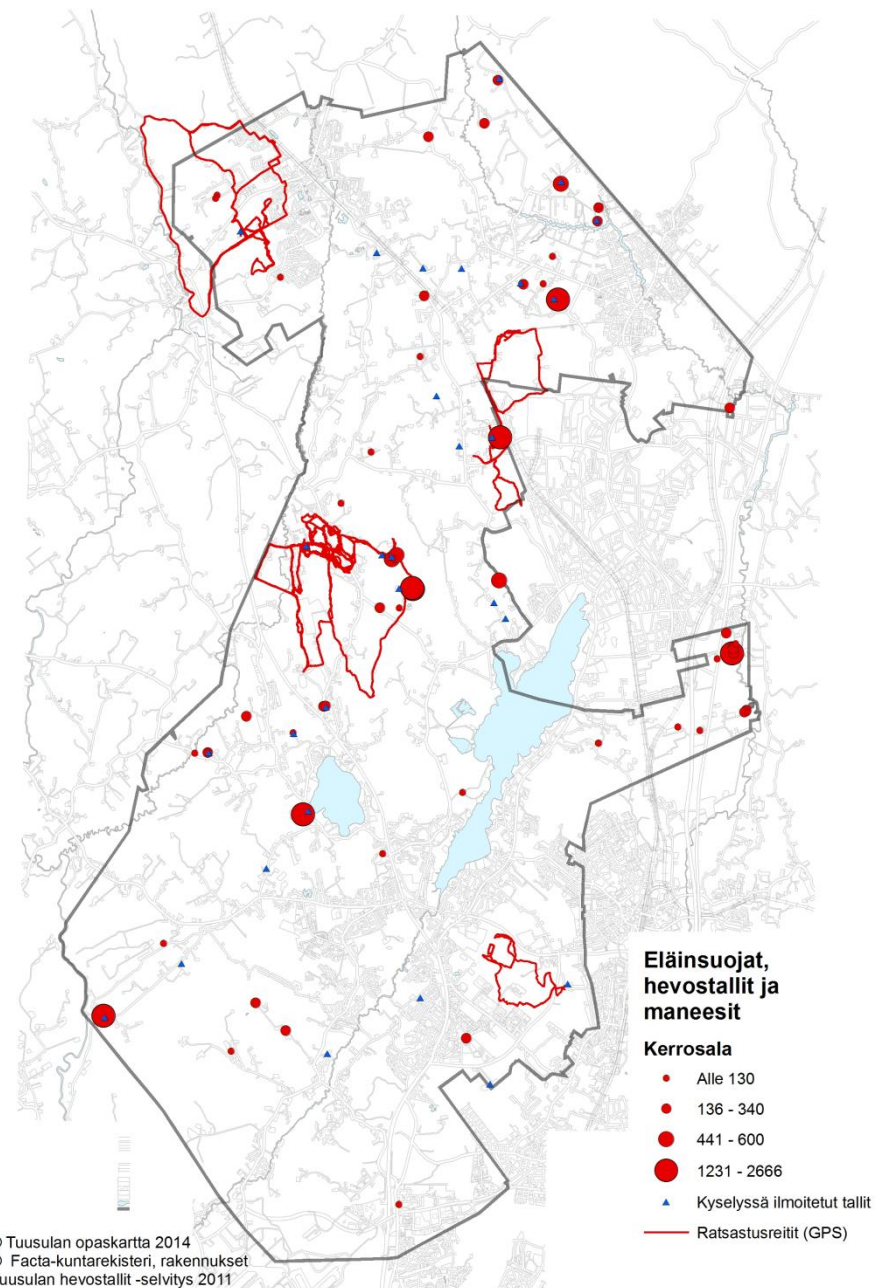 Eläinsuojat,
hevostallit ja
maneesit
Kerrosala
Alle 130
136 - 340
441 - 600
1231 - 2666
Kyselyssä ilmoitetut tallit
Ratsastusreitit (GPS)
© Tuusulan opaskartta 2014
© Facta-kuntarekisteri, rakennukset
uusulan hevostallit -selvitys 2011